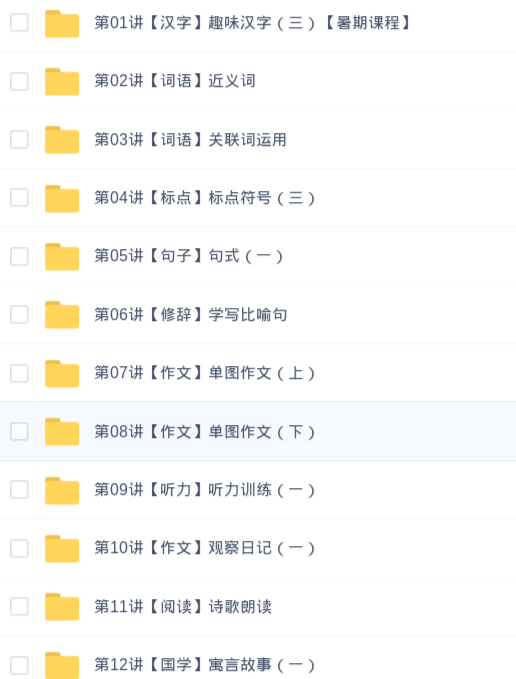 第01讲【汉字】趣味汉字（三）【暑期课程】
第02讲【词语】近义词
第03讲【词语】关联词运用
第04讲【标点】标点符号（三）
第05讲【句子】句式（一）
第06讲【修辞】学写比喻句
第07讲【作文】单图作文（上）
第08讲【作文】单图作文（下）
第09讲【听力】听力训练（一）
第10讲【作文】观察日记（一）
第11讲【阅读】诗歌朗读
第12讲【国学】寓言故事（一）